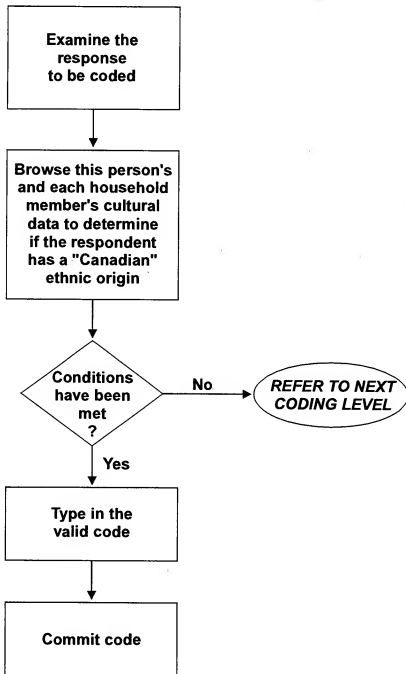 Examine the
response
to be coded
Browse this person's
and each household
member's cultural
data to determine
if the respondent
has a "Canadian"
ethnic origin
Conditions
have been
met
?
No
REFER TO NEXT
CODING LEVEL
Yes
Type in the
valid code
Commit code